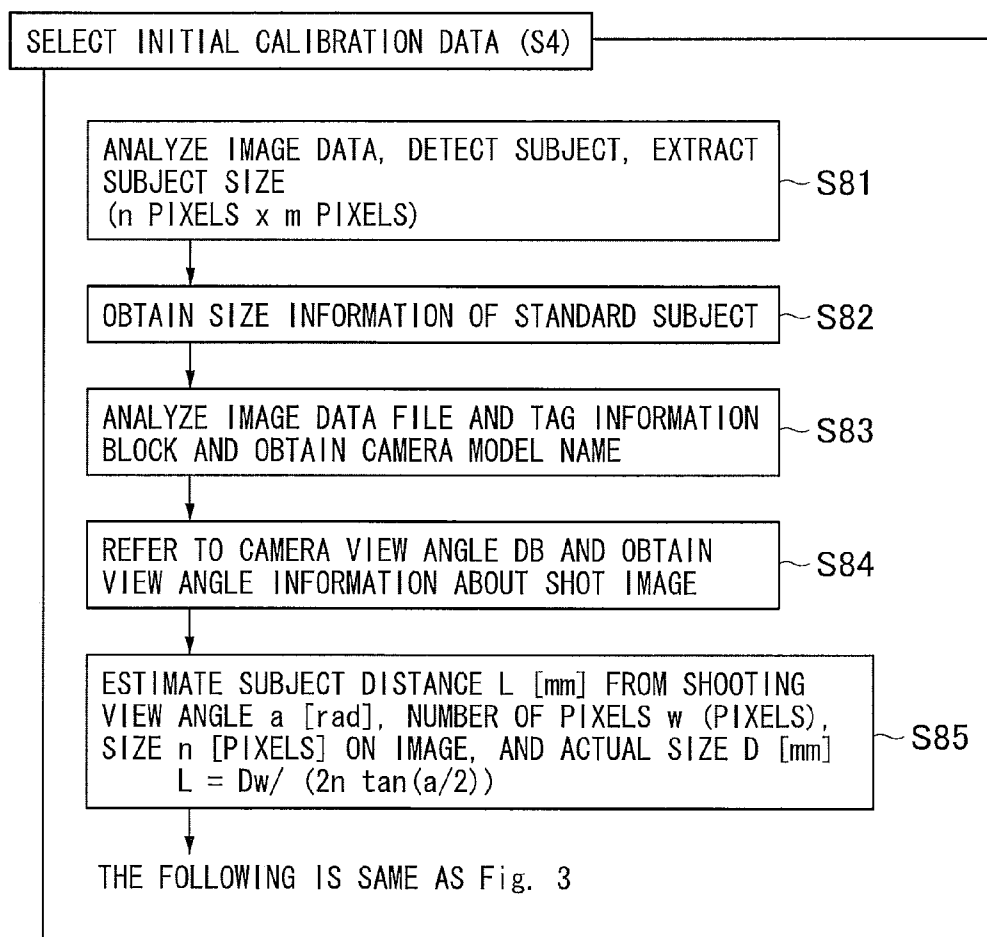 SELECT INITIAL CALIBRATION DATA (S4)
ANALYZE IMAGE DATA, DETECT SUBJECT, EXTRACT
SUBJECT SIZE
(n PIXELS x m PIXELS)
S81
OBTAIN SIZE INFORMATION OF STANDARD SUBJECT
S82
ANALYZE IMAGE DATA FILE AND TAG INFORMATION
BLOCK AND OBTAIN CAMERA MODEL NAME
S83
REFER TO CAMERA VIEW ANGLE DB AND OBTAIN
VIEW ANGLE INFORMATION ABOUT SHOT IMAGE
S84
ESTIMATE SUBJECT DISTANCE L [mm] FROM SHOOTING
VIEW ANGLE a [rad], NUMBER OF PIXELS w (PIXELS),
SIZE n [PIXELS] ON IMAGE, AND ACTUAL SIZE D [mm]
L = Dw/ (2n tan(a/2))
S85
THE FOLLOWING IS SAME AS Fig. 3